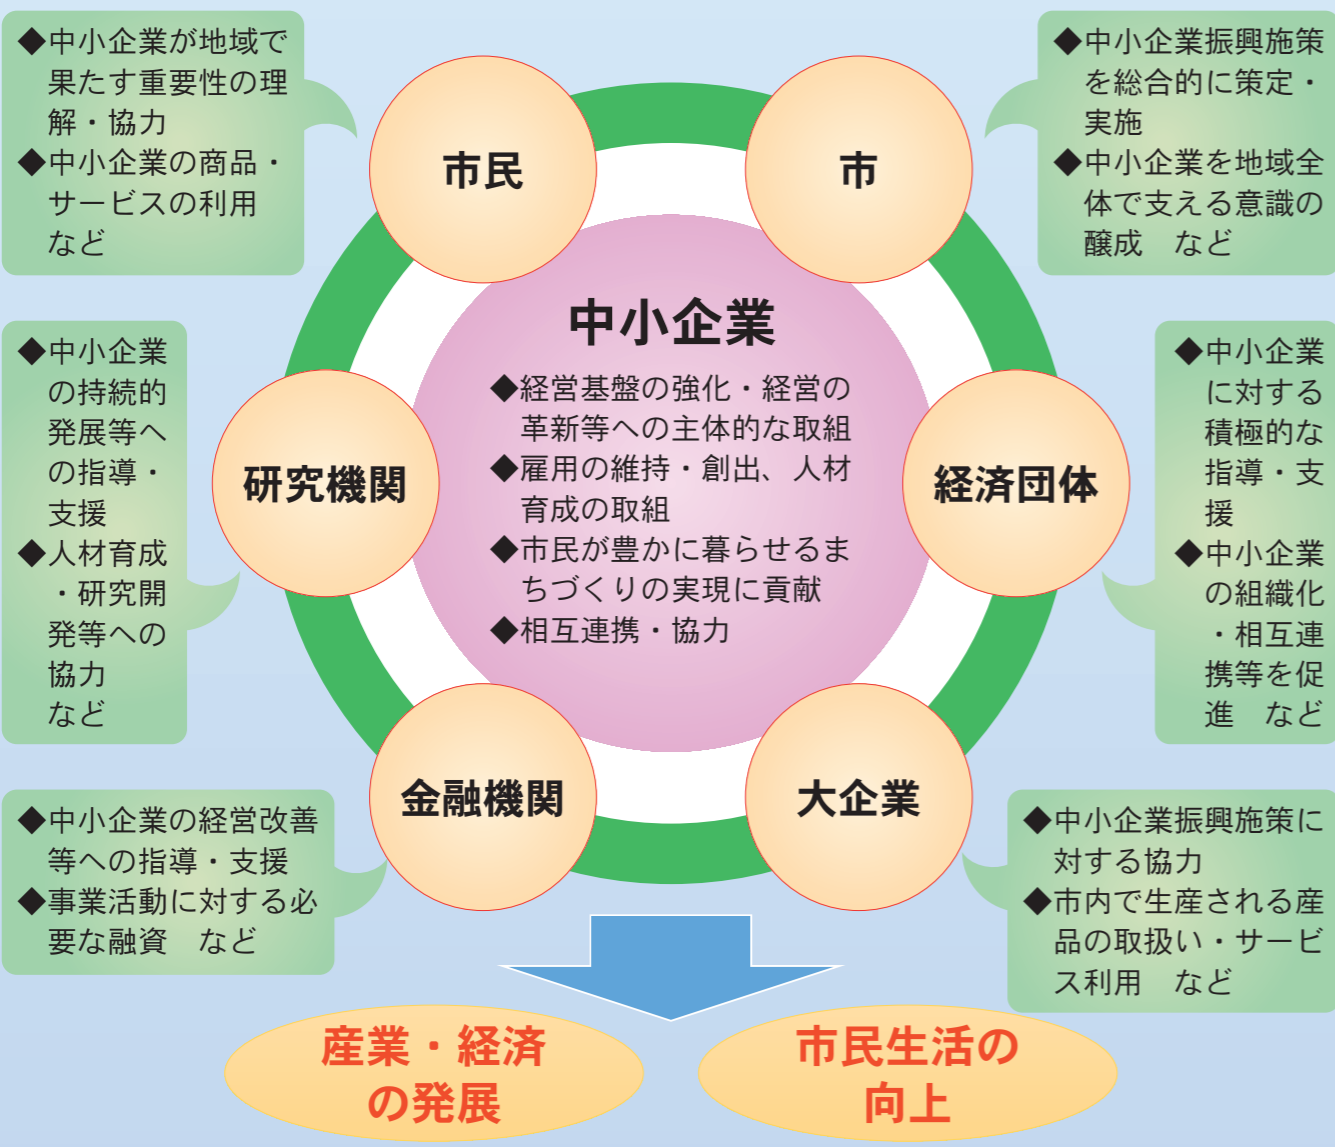 ◆中小企業が地域で
果たす重要性の理
解・協力
◆中小企業の商品・
サービスの利用
など
市民
市
◆中小企業振興施策
を総合的に策定・
実施
◆中小企業を地域全
体で支える意識の
醸成　など
◆中小企業
の持続的
発展等へ
の指導・
支援
◆人材育成
・研究開
発等への
協力
など
研究機関
中小企業
◆経営基盤の強化・経営の
革新等への主体的な取組
◆雇用の維持・創出、人材
育成の取組
◆市民が豊かに暮らせるま
ちづくりの実現に貢献
◆相互連携・協力
経済団体
◆中小企業
に対する
積極的な
指導・支
援
◆中小企業
の組織化
・相互連
携等を促
進　など
金融機関
大企業
◆中小企業の経営改善
等への指導・支援
◆事業活動に対する必
要な融資　など
◆中小企業振興施策に
対する協力
◆市内で生産される産
品の取扱い・サービ
ス利用　など
産業・経済
の発展
市民生活の
向上